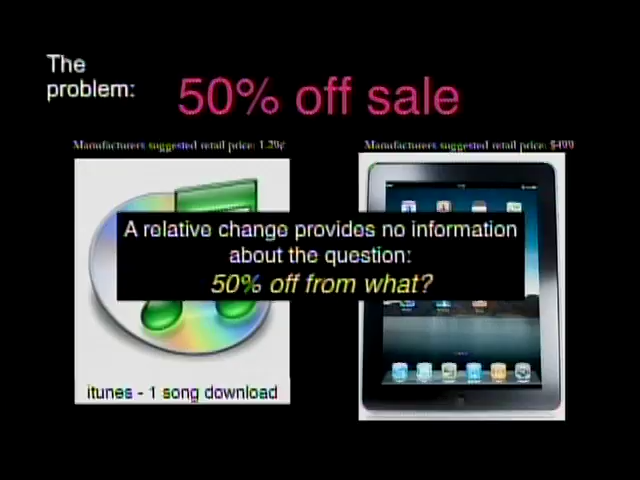 The
problem:
50% off sale
Manufacturers suggested retail price: 1.29¢
Manufacturers suggested retail price: $499
A relative change provides no information
about the question:
50% off from what?
itunes - 1 song download